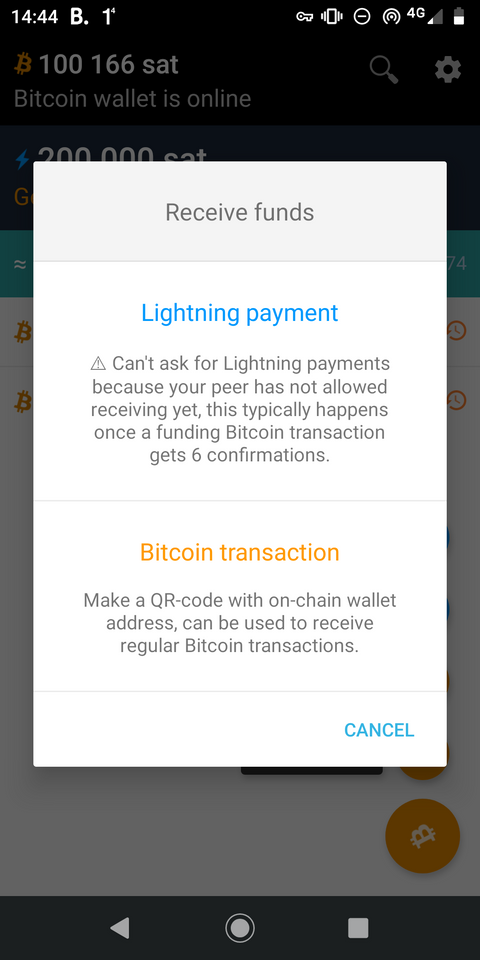 14:44 B. 1⁴ 4G
100 166 sat
Bitcoin wallet is online
200 000 sat
74
Receive funds
Lightning payment
⚠ Can't ask for Lightning payments
because your peer has not allowed
receiving yet, this typically happens
once a funding Bitcoin transaction
gets 6 confirmations.
Bitcoin transaction
Make a QR-code with on-chain wallet
address, can be used to receive
regular Bitcoin transactions.
CANCEL